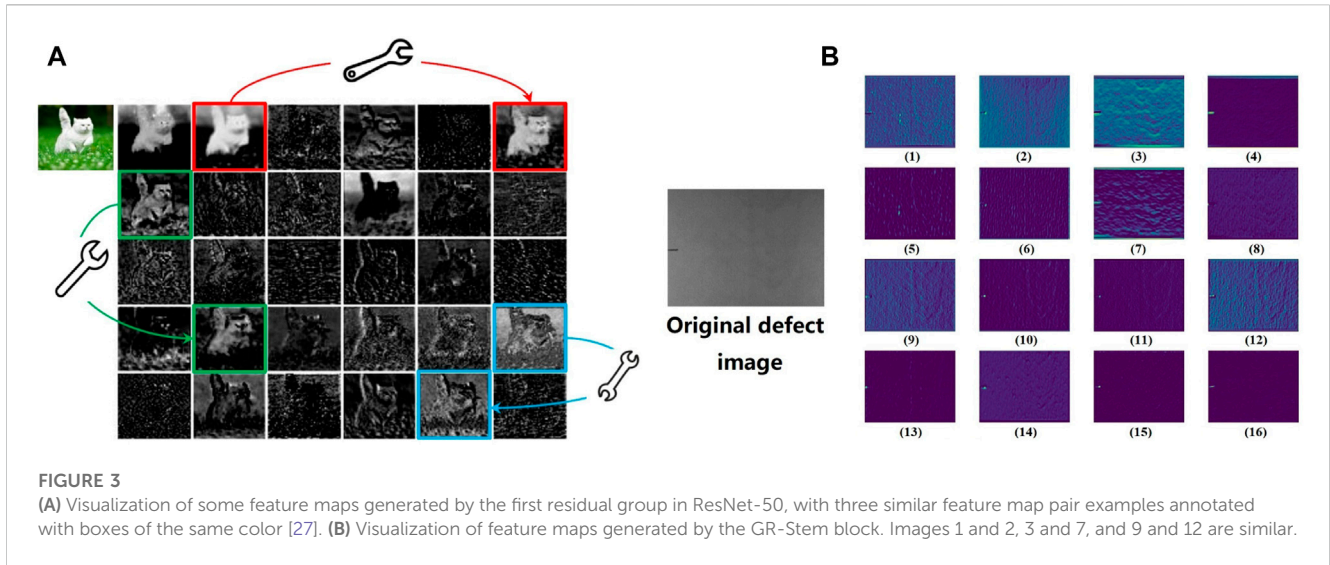 A
B
(1)
(2)
(3)
(4)
(5)
(6)
(7)
(8)
Original defect
image
(9)
(10)
(11)
(12)
(13)
(14)
(15)
(16)
FIGURE 3
(A) Visualization of some feature maps generated by the first residual group in ResNet-50, with three similar feature map pair examples annotated
with boxes of the same color [27]. (B) Visualization of feature maps generated by the GR-Stem block. Images 1 and 2, 3 and 7, and 9 and 12 are similar.